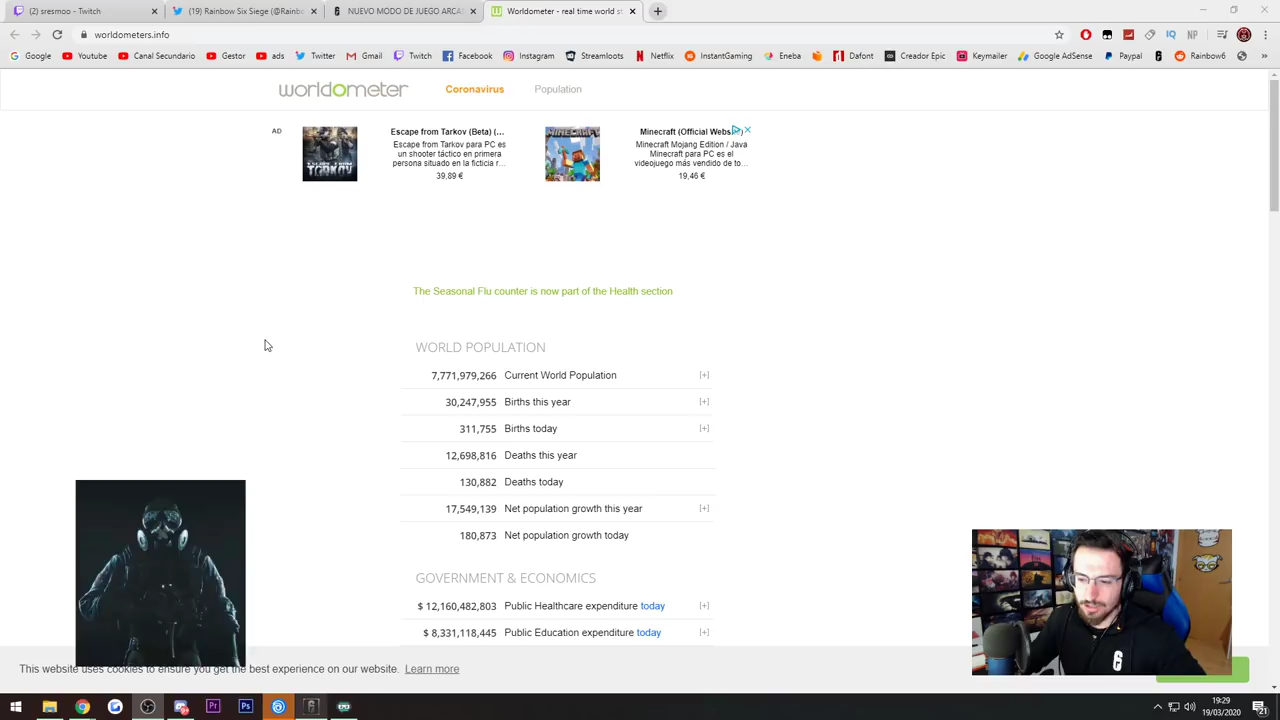 (2) sresmoo - Twitch
(19) Rainbow Six Siege (@Rainb
NUEVO MODO DE JUEGO ARCA
Worldometer - real time world st
worldometers.info
Google
Youtube
Canal Secundário
Gestor
ads
Twitter
Gmail
Twitch
Facebook
Instagram
Streamloots
Netflix
InstantGaming
Eneba
Dafont
Creador Epic
Keymailer
Google AdSense
Paypal
Rainbow6
worldometer
Coronavirus
Population
AD
Escape from Tarkov (Beta) (...
Escape from Tarkov para PC es
un shooter táctico en primera
persona situado en la ficticia r...
39,89 €
MINECRAFT
Minecraft (Official Webs...)
Minecraft Mojang Edition / Java
Minecraft para PC es el
videojuego más vendido de to...
19,46 €
The Seasonal Flu counter is now part of the Health section
WORLD POPULATION
7,771,979,266 Current World Population [+]
30,247,955 Births this year [+]
311,755 Births today [+]
12,698,816 Deaths this year
130,882 Deaths today
17,549,139 Net population growth this year [+]
180,873 Net population growth today
GOVERNMENT & ECONOMICS
$ 12,160,482,803 Public Healthcare expenditure today [+]
$ 8,331,118,445 Public Education expenditure today [+]
This website uses cookies to ensure you get the best experience on our website. Learn more
19:29
19/03/2020
21